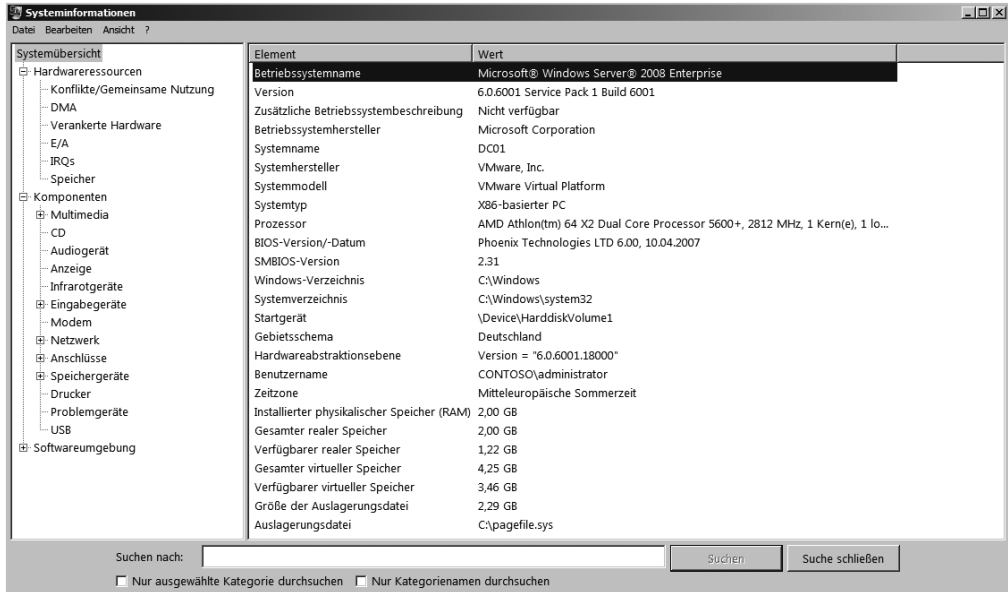 Systeminformationen
Datei Bearbeiten Ansicht ?
Systemübersicht
Hardwareressourcen
Konflikte/Gemeinsame Nutzung
DMA
Verankerte Hardware
E/A
IRQs
Speicher
Komponenten
Multimedia
CD
Audiogerät
Anzeige
Infrarotgeräte
Eingabegeräte
Modem
Netzwerk
Anschlüsse
Speichergeräte
Drucker
Problemgeräte
USB
Softwareumgebung
Element Wert
Betriebssystemname Microsoft® Windows Server® 2008 Enterprise
Version 6.0.6001 Service Pack 1 Build 6001
Zusätzliche Betriebssystembeschreibung Nicht verfügbar
Betriebssystemhersteller Microsoft Corporation
Systemname DC01
Systemhersteller VMware, Inc.
Systemmodell VMware Virtual Platform
Systemtyp X86-basierter PC
Prozessor AMD Athlon(tm) 64 X2 Dual Core Processor 5600+, 2812 MHz, 1 Kern(e), 1 lo...
BIOS-Version/-Datum Phoenix Technologies LTD 6.00, 10.04.2007
SMBIOS-Version 2.31
Windows-Verzeichnis C:\Windows
Systemverzeichnis C:\Windows\system32
Startgerät \Device\HarddiskVolume1
Gebietsschema Deutschland
Hardwareabstraktionsebene Version = "6.0.6001.18000"
Benutzername CONTOSO\administrator
Zeitzone Mitteleuropäische Sommerzeit
Installierter physikalischer Speicher (RAM) 2,00 GB
Gesamter realer Speicher 2,00 GB
Verfügbarer realer Speicher 1,22 GB
Gesamter virtueller Speicher 4,25 GB
Verfügbarer virtueller Speicher 3,46 GB
Größe der Auslagerungsdatei 2,29 GB
Auslagerungsdatei C:\pagefile.sys
Suchen nach: Suchen Suche schließen
Nur ausgewählte Kategorie durchsuchen Nur Kategorienamen durchsuchen